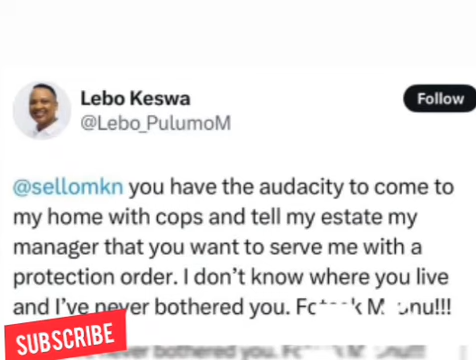 Lebo Keswa
Follow
@Lebo_PulumoM
@sellomkn you have the audacity to come to
my home with cops and tell my estate my
manager that you want to serve me with a
protection order. I don't know where you live
and I've never bothered you.
SUBSCRIBE